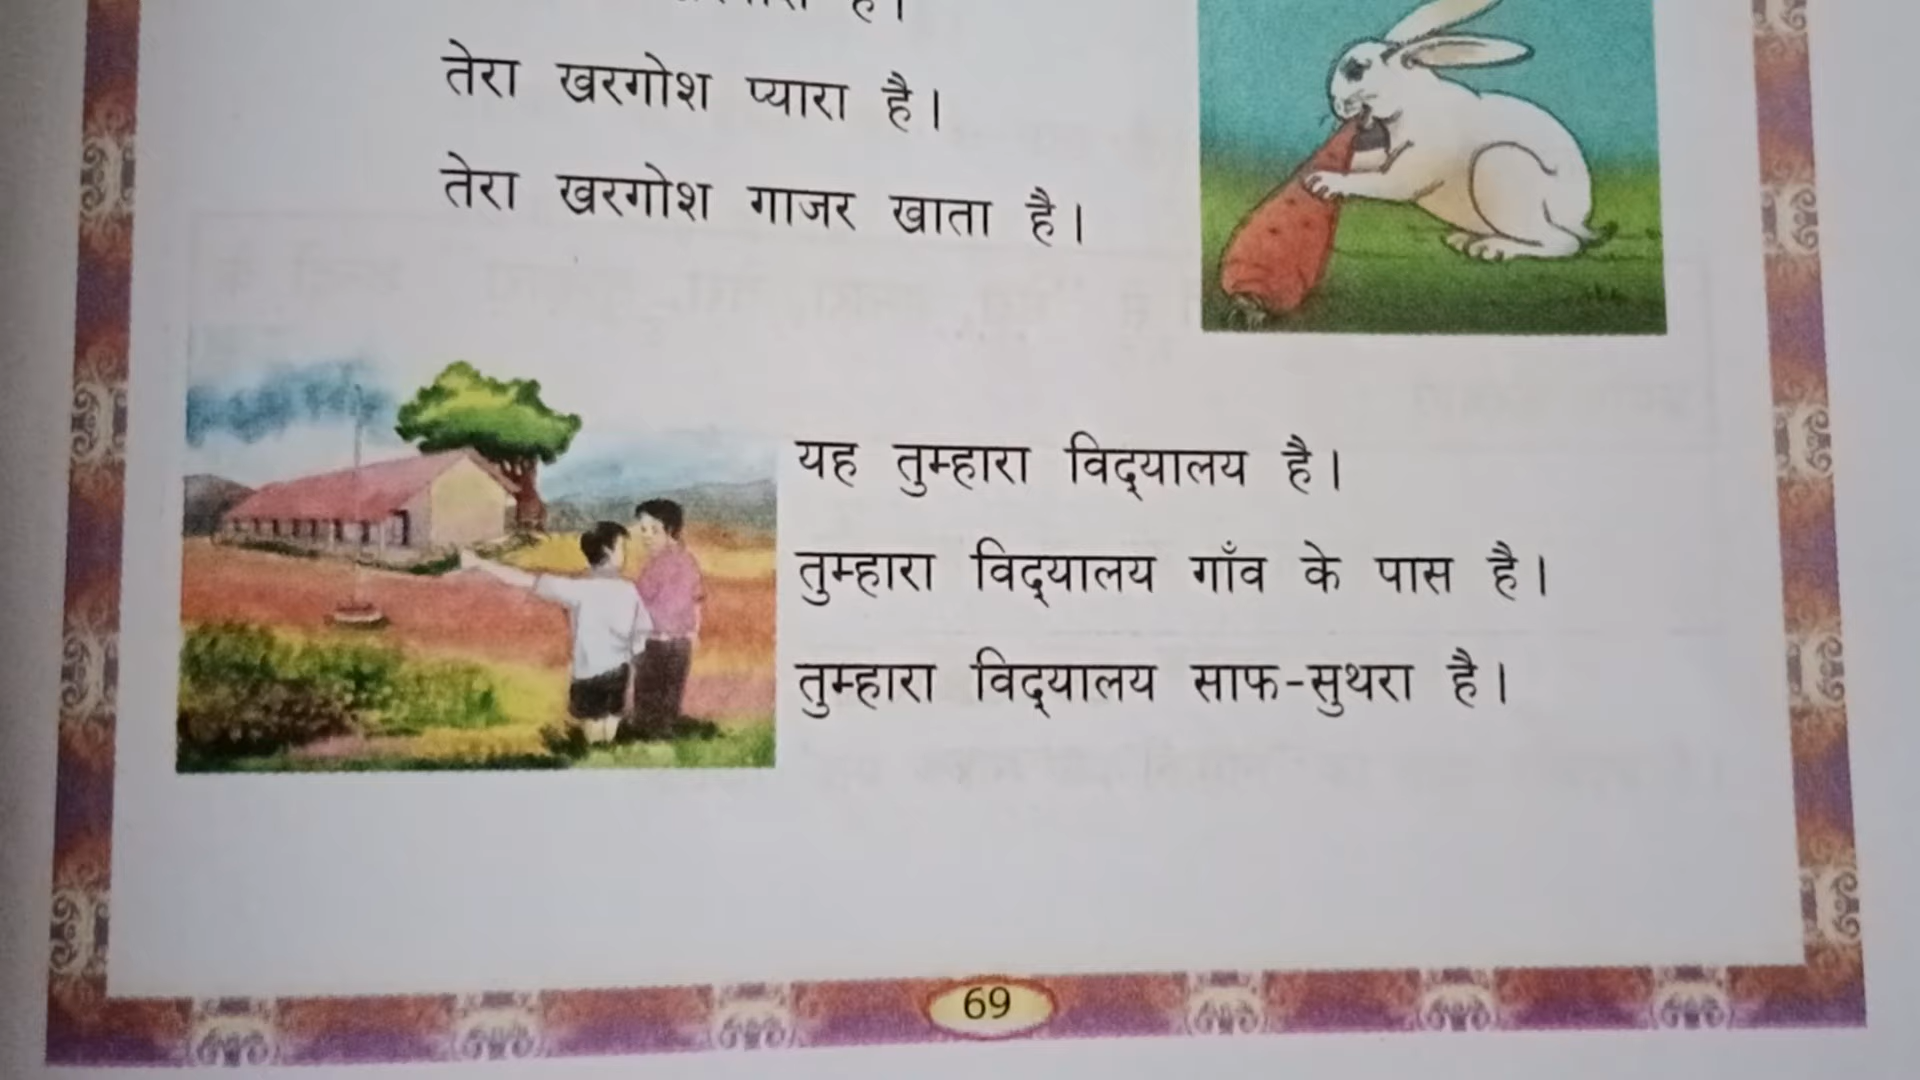 है।
तेरा खरगोश प्यारा है।
तेरा खरगोश गाजर खाता है।
यह तुम्हारा विद्यालय है।
तुम्हारा विद्यालय गाँव के पास है।
तुम्हारा विद्यालय साफ-सुथरा है।
69